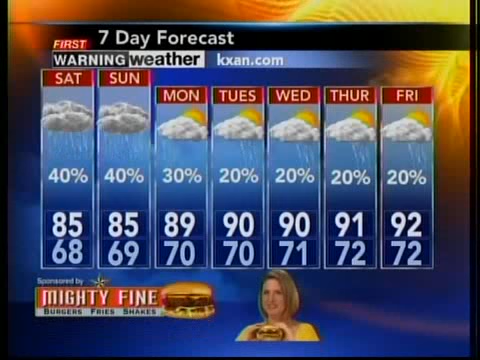 7 Day Forecast
FIRST
WARNING weather kxan.com
SAT SUN MON TUES WED THUR FRI
40% 40% 30% 20% 20% 20% 20%
85 85 89 90 90 91 92
68 69 70 70 71 72 72
Sponsored by
MIGHTY FINE
BURGERS FRIES SHAKES